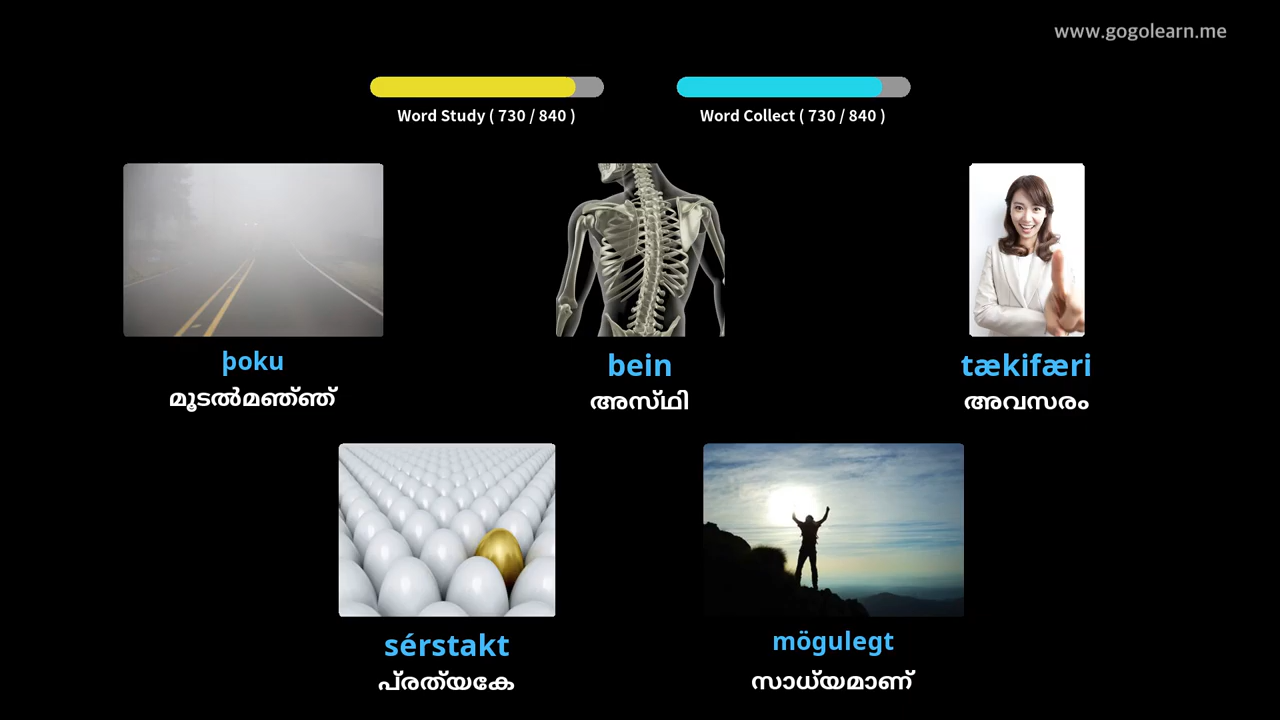 www.gogolearn.me
Word Study ( 730 / 840 )
Word Collect ( 730 / 840 )
þoku
മൂടൽമഞ്ഞ്
bein
അസ്ഥി
tækifæri
അവസരം
sérstakt
പ്രത്യകേ
mögulegt
സാധ്യമാണ്